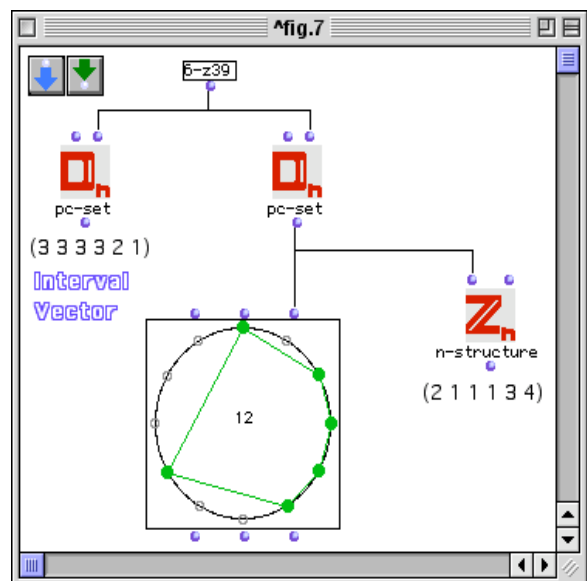 ^fig.7
6-z39
n
pc-set
n
pc-set
(3 3 3 3 2 1)
Interval
Vector
n
n-structure
(2 1 1 1 3 4)
12